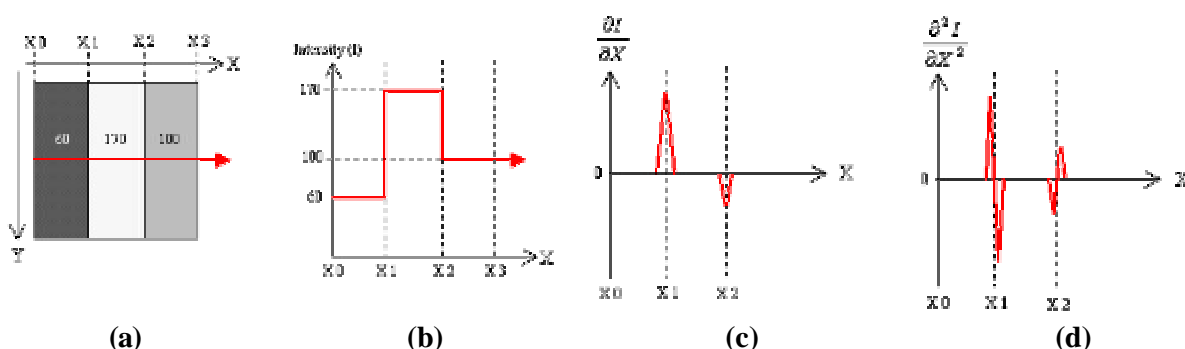 X0 X1 X2 X3
X
60 170 100
Y
(a)
Intensity (I)
170
100
60
X0 X1 X2 X3 X
(b)
∂I
∂X
0 X
X0 X1 X2
(c)
∂²I
∂X²
0 X
X0 X1 X2
(d)